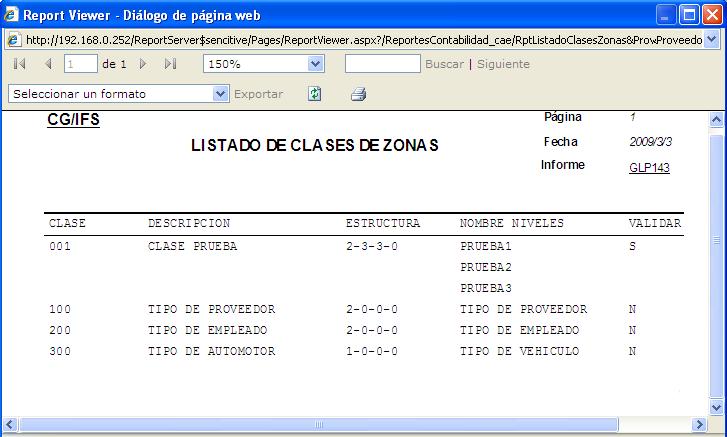 Report Viewer - Diálogo de página web
http://192.168.0.252/ReportServer$sencitive/Pages/ReportViewer.aspx?/ReportesContabilidad_cae/RptListadoClasesZonas&ProvProveedo
1 de 1 150% Buscar | Siguiente
Seleccionar un formato Exportar
CG/IFS Página 1
LISTADO DE CLASES DE ZONAS Fecha 2009/3/3
Informe GLP143
CLASE DESCRIPCION ESTRUCTURA NOMBRE NIVELES VALIDAR
001 CLASE PRUEBA 2-3-3-0 PRUEBA1 S
PRUEBA2
PRUEBA3
100 TIPO DE PROVEEDOR 2-0-0-0 TIPO DE PROVEEDOR N
200 TIPO DE EMPLEADO 2-0-0-0 TIPO DE EMPLEADO N
300 TIPO DE AUTOMOTOR 1-0-0-0 TIPO DE VEHICULO N